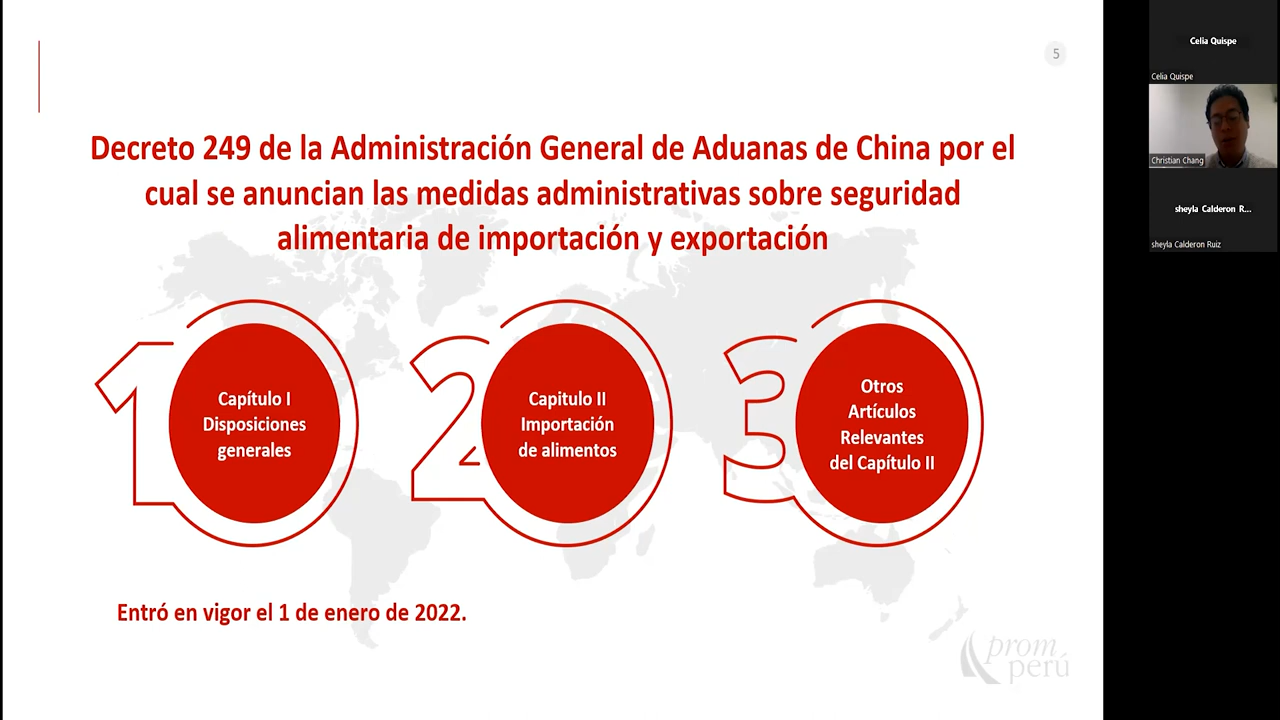 5
Decreto 249 de la Administración General de Aduanas de China por el
cual se anuncian las medidas administrativas sobre seguridad
alimentaria de importación y exportación
1
Capítulo I
Disposiciones
generales
2
Capitulo II
Importación
de alimentos
3
Otros
Artículos
Relevantes
del Capítulo II
Entró en vigor el 1 de enero de 2022.
prom
perú
Celia Quispe
Celia Quispe
Christian Chang
sheyla Calderon R...
sheyla Calderon Ruiz